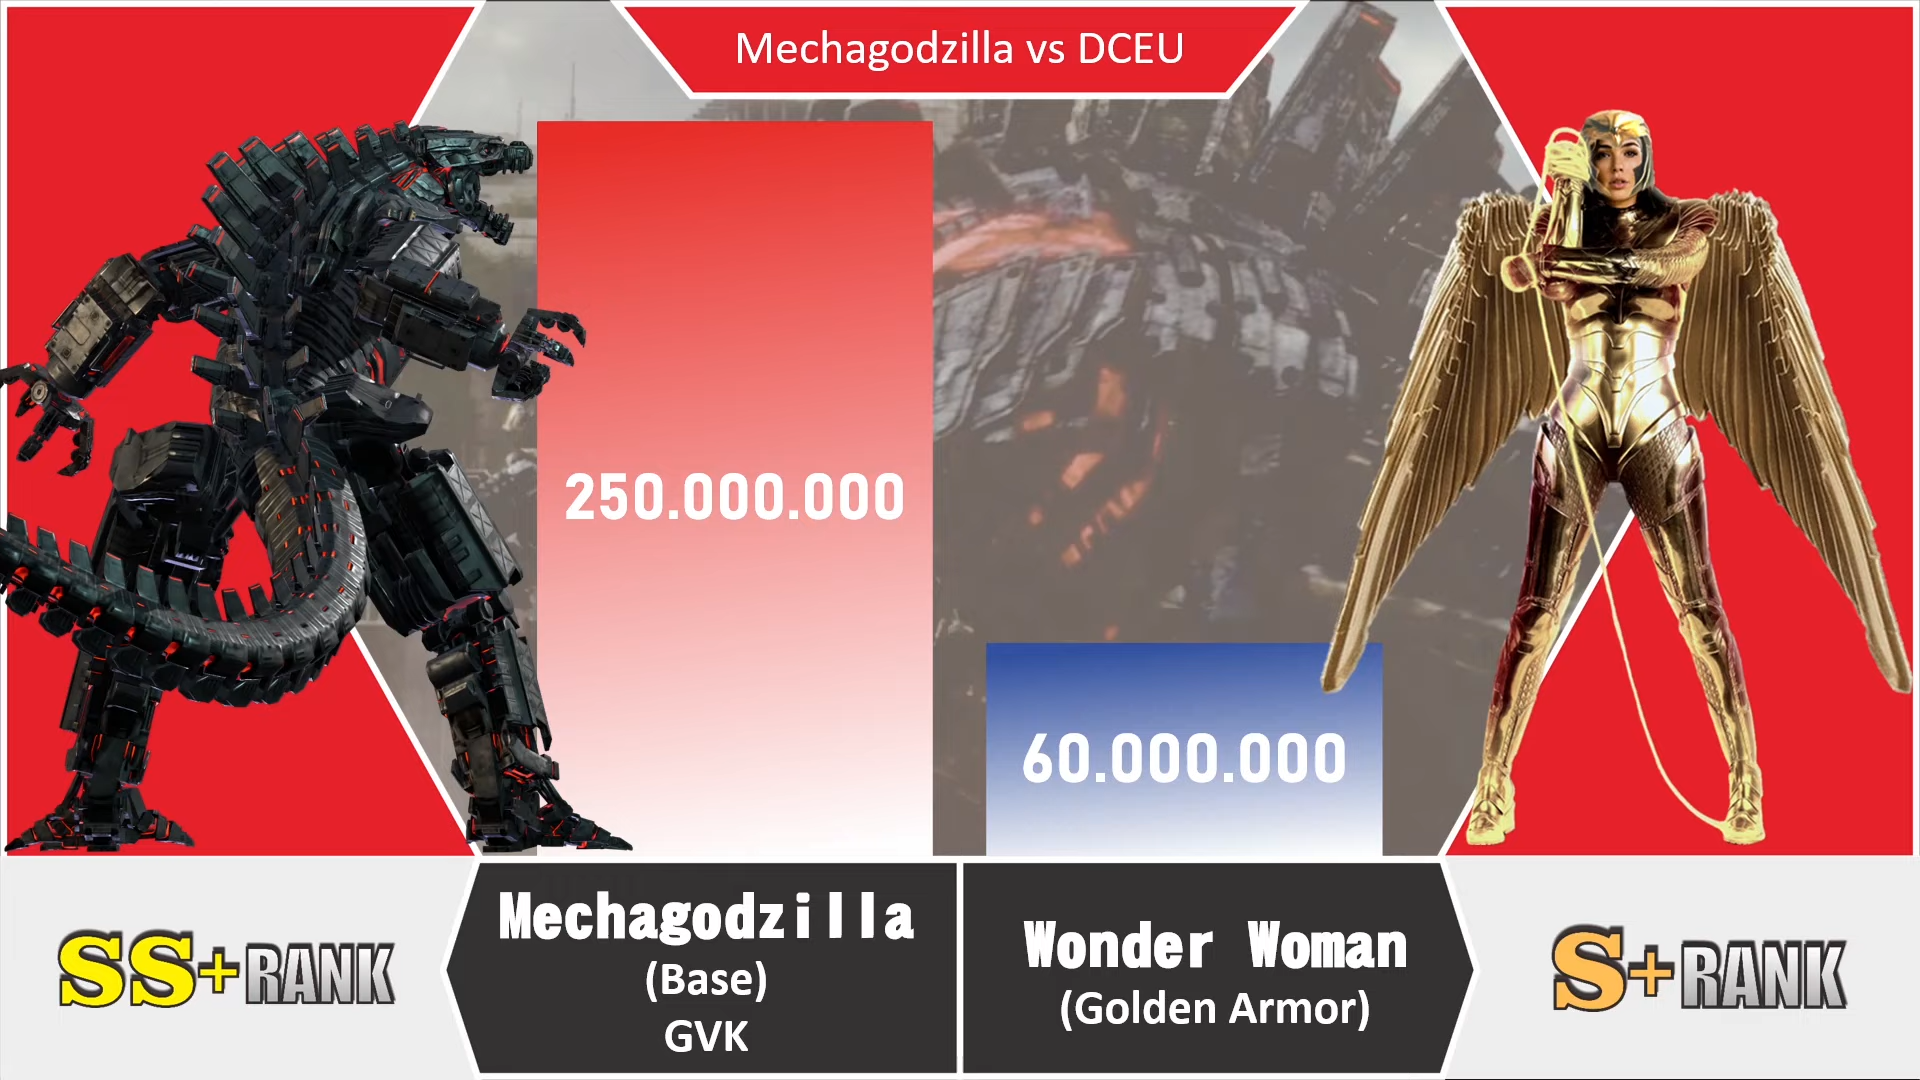 Mechagodzilla vs DCEU
250.000.000
60.000.000
SS+RANK
Mechagodzilla
(Base)
GVK
Wonder Woman
(Golden Armor)
S+RANK